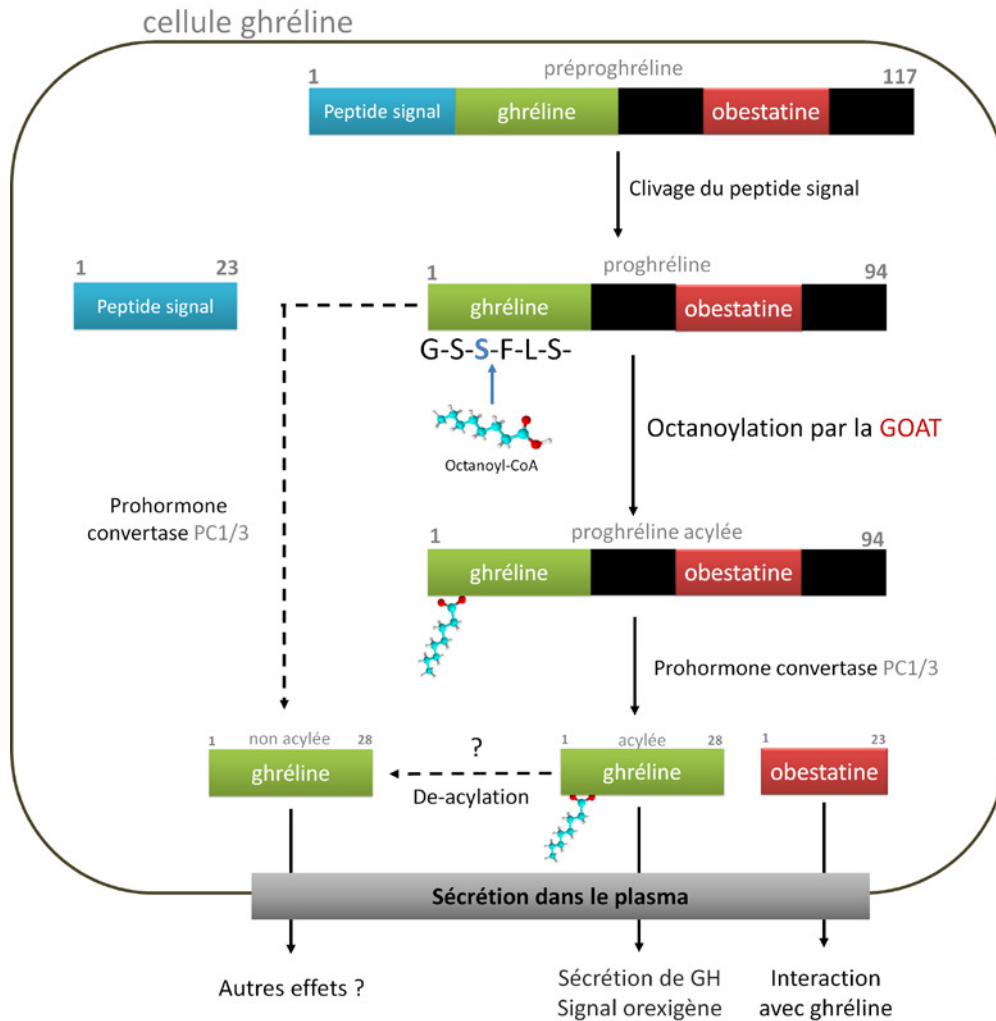 cellule ghréline
préproghréline
1 117
Peptide signal ghréline obestatine
Clivage du peptide signal
1 23
Peptide signal
proghréline
1 94
ghréline obestatine
G-S-S-F-L-S-
Octanoyl-CoA
Octanoylation par la GOAT
Prohormone
convertase PC1/3
proghréline acylée
1 94
ghréline obestatine
Prohormone convertase PC1/3
1 non acylée 28
ghréline
?
De-acylation
1 acylée 28
ghréline
1 23
obestatine
Sécrétion dans le plasma
Autres effets ?
Sécrétion de GH
Signal orexigène
Interaction
avec ghréline